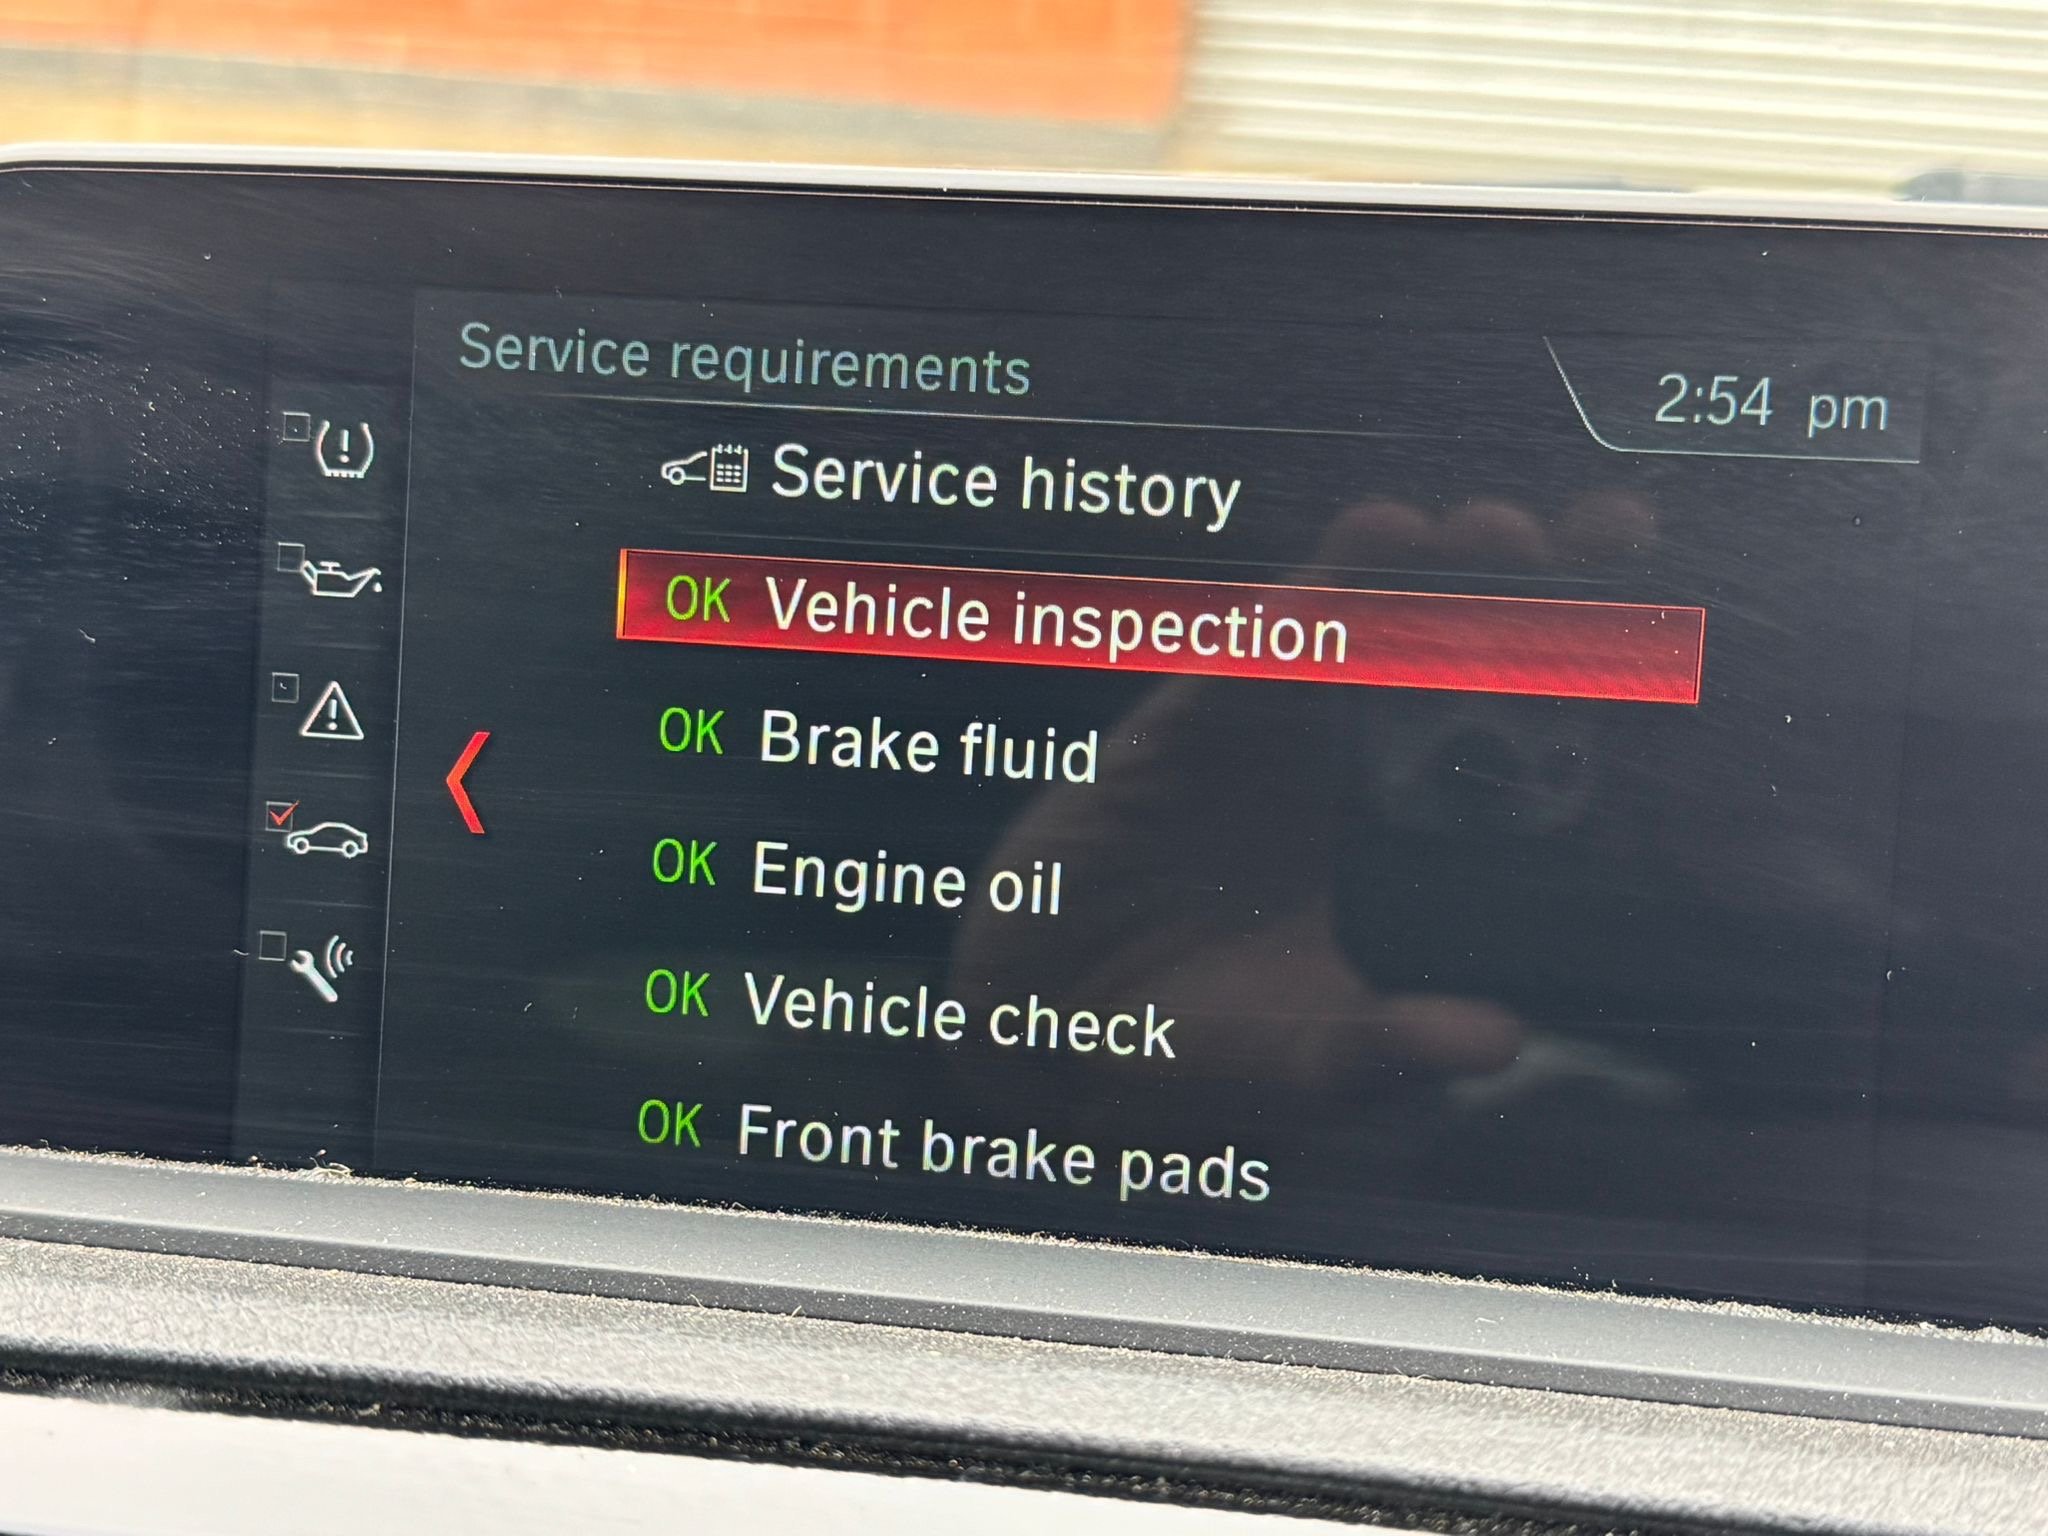 Service requirements
2:54 pm
Service history
OK Vehicle inspection
OK Brake fluid
OK Engine oil
OK Vehicle check
OK Front brake pads